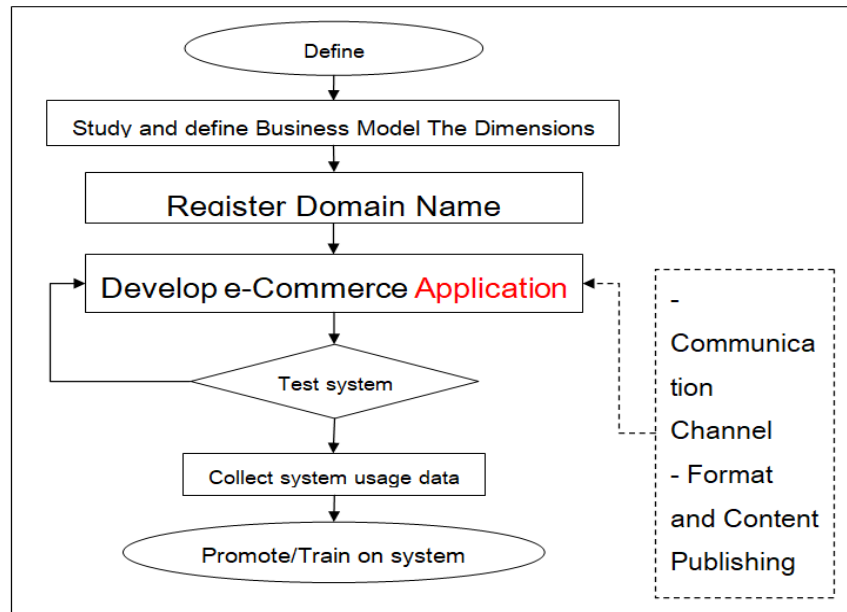 Define
Study and define Business Model The Dimensions
Register Domain Name
Develop e-Commerce Application
-
Communica
tion
Channel
- Format
and Content
Publishing
Test system
Collect system usage data
Promote/Train on system